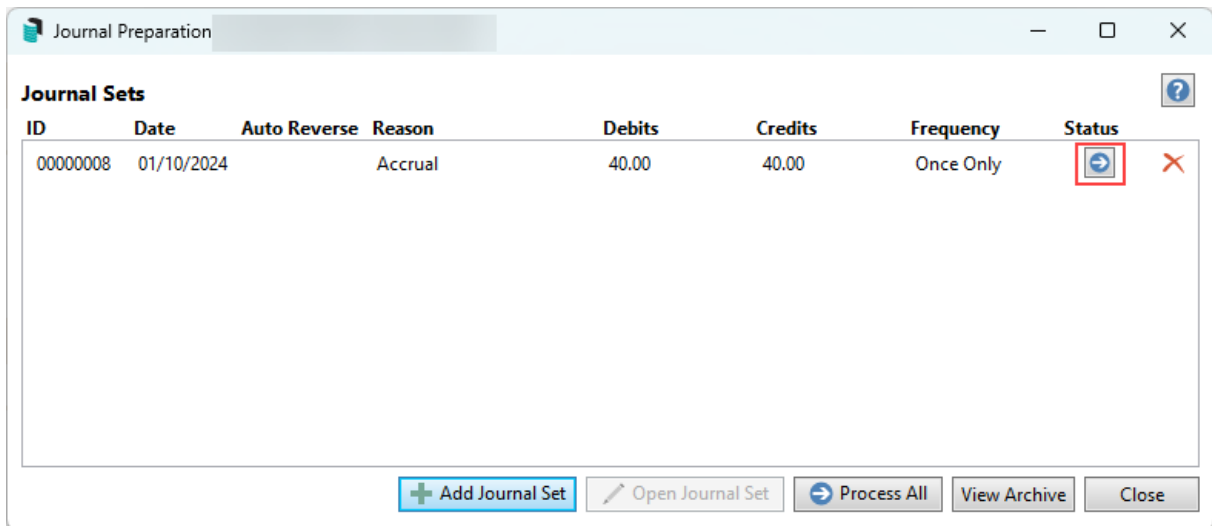 Journal Preparation
Journal Sets
ID Date Auto Reverse Reason Debits Credits Frequency Status
00000008 01/10/2024 Accrual 40.00 40.00 Once Only
Add Journal Set Open Journal Set Process All View Archive Close